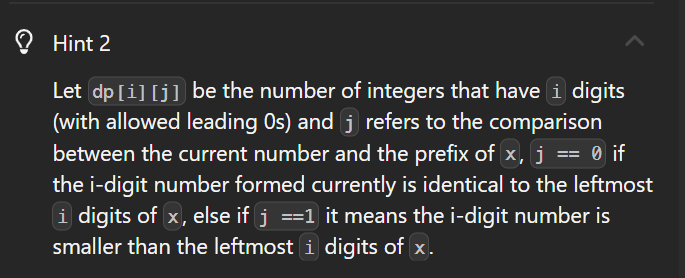 Hint 2
Let dp[i][j] be the number of integers that have i digits
(with allowed leading 0s) and j refers to the comparison
between the current number and the prefix of x, j == 0 if
the i-digit number formed currently is identical to the leftmost
i digits of x, else if j ==1 it means the i-digit number is
smaller than the leftmost i digits of x.